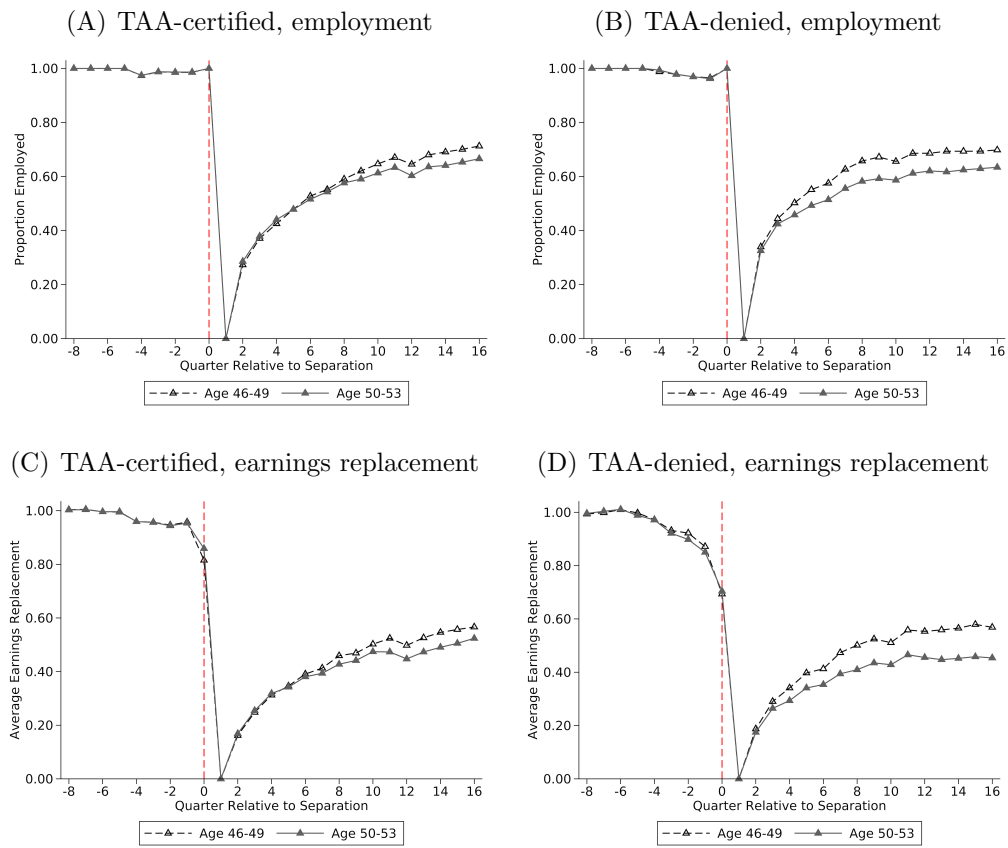 (A) TAA-certified, employment
1.00
0.80
0.60
0.40
0.20
0.00
Proportion Employed
-8 -6 -4 -2 0 2 4 6 8 10 12 14 16
Quarter Relative to Separation
Age 46-49 Age 50-53
(B) TAA-denied, employment
1.00
0.80
0.60
0.40
0.20
0.00
Proportion Employed
-8 -6 -4 -2 0 2 4 6 8 10 12 14 16
Quarter Relative to Separation
Age 46-49 Age 50-53
(C) TAA-certified, earnings replacement
1.00
0.80
0.60
0.40
0.20
0.00
Average Earnings Replacement
-8 -6 -4 -2 0 2 4 6 8 10 12 14 16
Quarter Relative to Separation
Age 46-49 Age 50-53
(D) TAA-denied, earnings replacement
1.00
0.80
0.60
0.40
0.20
0.00
Average Earnings Replacement
-8 -6 -4 -2 0 2 4 6 8 10 12 14 16
Quarter Relative to Separation
Age 46-49 Age 50-53